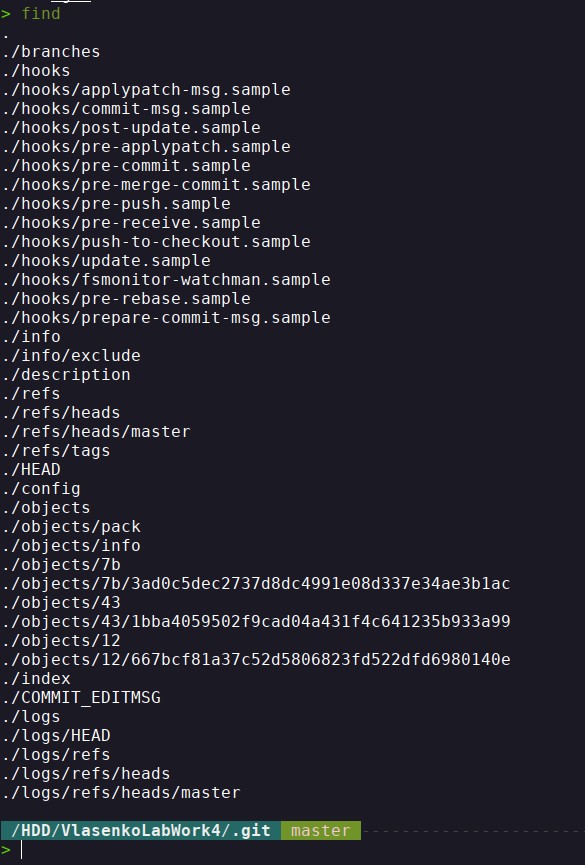 > find
.
./branches
./hooks
./hooks/applypatch-msg.sample
./hooks/commit-msg.sample
./hooks/post-update.sample
./hooks/pre-applypatch.sample
./hooks/pre-commit.sample
./hooks/pre-merge-commit.sample
./hooks/pre-push.sample
./hooks/pre-receive.sample
./hooks/push-to-checkout.sample
./hooks/update.sample
./hooks/fsmonitor-watchman.sample
./hooks/pre-rebase.sample
./hooks/prepare-commit-msg.sample
./info
./info/exclude
./description
./refs
./refs/heads
./refs/heads/master
./refs/tags
./HEAD
./config
./objects
./objects/pack
./objects/info
./objects/7b
./objects/7b/3ad0c5dec2737d8dc4991e08d337e34ae3b1ac
./objects/43
./objects/43/1bba4059502f9cad04a431f4c641235b933a99
./objects/12
./objects/12/667bcf81a37c52d5806823fd522dfd6980140e
./index
./COMMIT_EDITMSG
./logs
./logs/HEAD
./logs/refs
./logs/refs/heads
./logs/refs/heads/master
/HDD/VlasenkoLabWork4/.git master
>